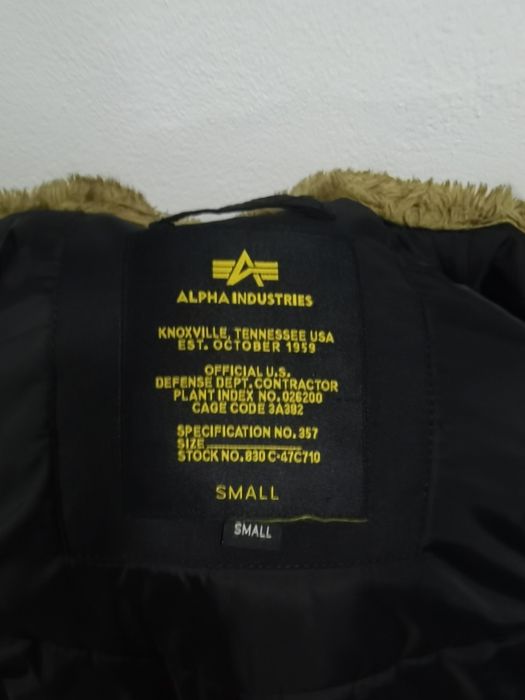 ALPHA INDUSTRIES
KNOXVILLE, TENNESSEE USA
EST. OCTOBER 1959
OFFICIAL U.S.
DEFENSE DEPT. CONTRACTOR
PLANT INDEX NO. 026200
CAGE CODE 3A382
SPECIFICATION NO. 357
SIZE
STOCK NO. 830 C-47C710
SMALL
SMALL